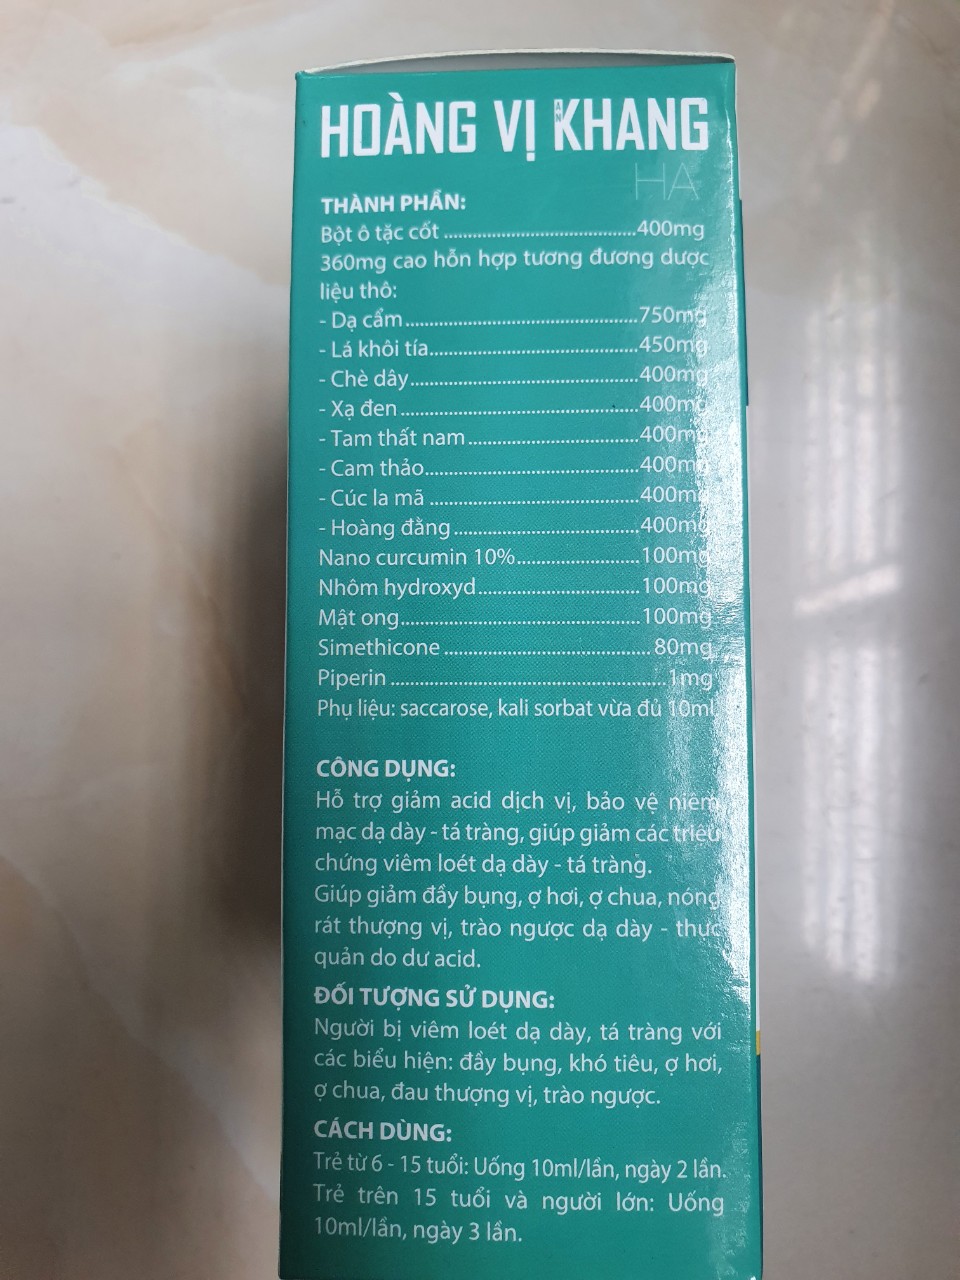 HOÀNG VỊ AN KHANG
HA
THÀNH PHẦN:
Bột ô tặc cốt ....................................400mg
360mg cao hỗn hợp tương đương dược
liệu thô:
- Dạ cẩm............................................750mg
- Lá khôi tía.......................................450mg
- Chè dây...........................................400mg
- Xạ đen.............................................400mg
- Tam thất nam................................400mg
- Cam thảo........................................400mg
- Cúc la mã .......................................400mg
- Hoàng đằng...................................400mg
Nano curcumin 10%.......................100mg
Nhôm hydroxyd..............................100mg
Mật ong............................................100mg
Simethicone ......................................80mg
Piperin ..................................................1mg
Phụ liệu: saccarose, kali sorbat vừa đủ 10ml
CÔNG DỤNG:
Hỗ trợ giảm acid dịch vị, bảo vệ niêm
mạc dạ dày - tá tràng, giúp giảm các triệu
chứng viêm loét dạ dày - tá tràng.
Giúp giảm đầy bụng, ợ hơi, ợ chua, nóng
rát thượng vị, trào ngược dạ dày - thực
quản do dư acid.
ĐỐI TƯỢNG SỬ DỤNG:
Người bị viêm loét dạ dày, tá tràng với
các biểu hiện: đầy bụng, khó tiêu, ợ hơi,
ợ chua, đau thượng vị, trào ngược.
CÁCH DÙNG:
Trẻ từ 6 - 15 tuổi: Uống 10ml/lần, ngày 2 lần.
Trẻ trên 15 tuổi và người lớn: Uống
10ml/lần, ngày 3 lần.